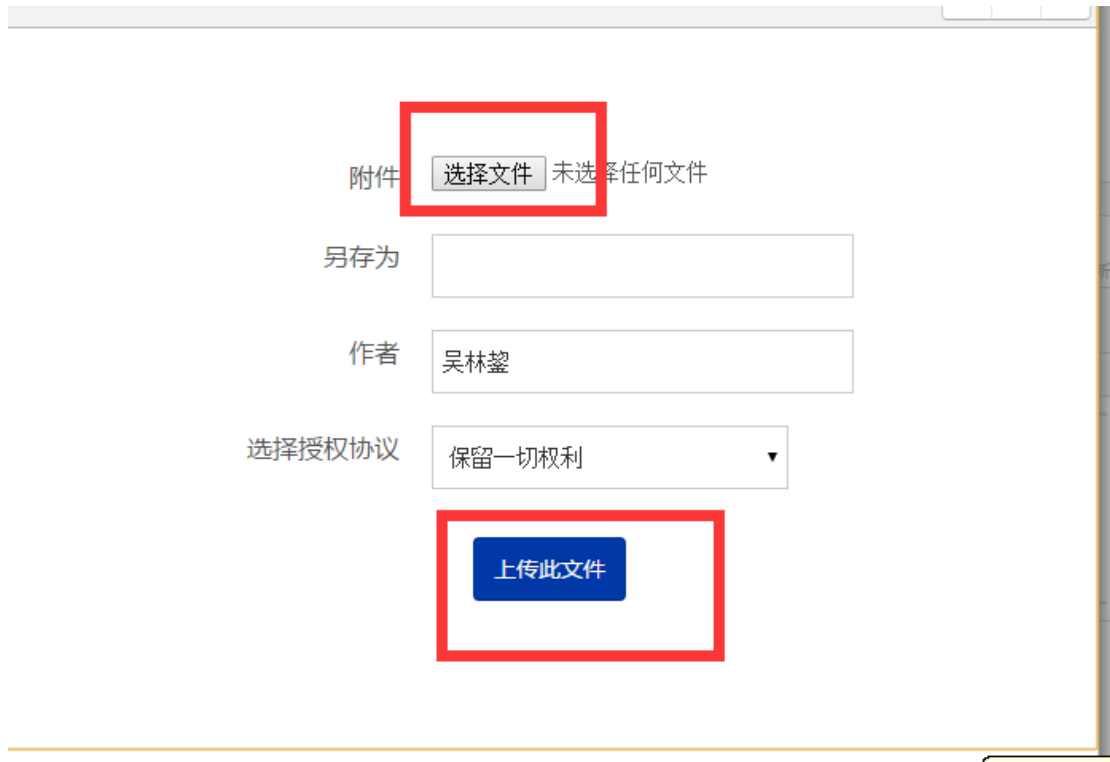 附件 选择文件 未选择任何文件
另存为
作者 吴林鋆
选择授权协议 保留一切权利
上传此文件